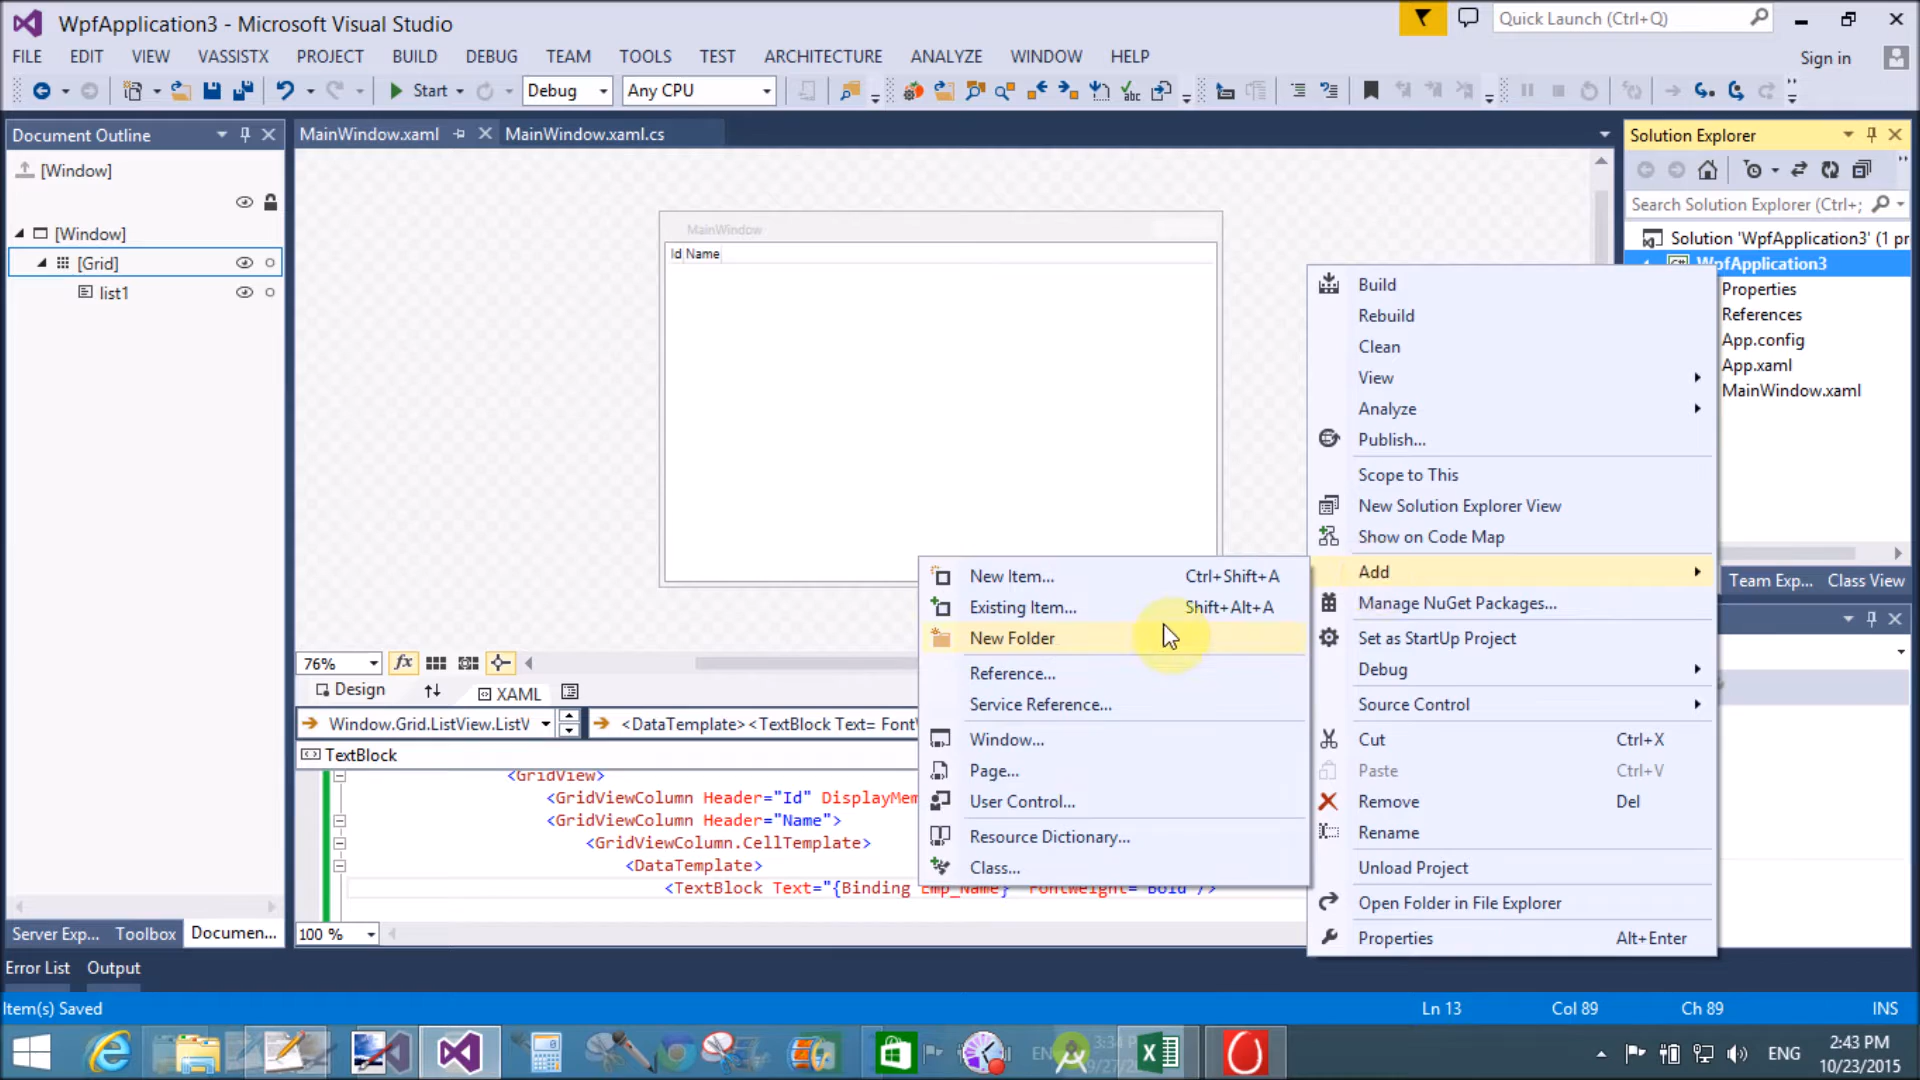 WpfApplication3 - Microsoft Visual Studio
Quick Launch (Ctrl+Q)
FILE EDIT VIEW VASSISTX PROJECT BUILD DEBUG TEAM TOOLS TEST ARCHITECTURE ANALYZE WINDOW HELP
Sign in
Start Debug Any CPU
Document Outline
MainWindow.xaml MainWindow.xaml.cs
Solution Explorer
[Window]
Search Solution Explorer (Ctrl+;
[Window]
[Grid]
list1
MainWindow
Id Name
Solution 'WpfApplication3' (1 pr
WpfApplication3
Properties
References
App.config
App.xaml
MainWindow.xaml
Build
Rebuild
Clean
View
Analyze
Publish...
Scope to This
New Solution Explorer View
Show on Code Map
Add
Manage NuGet Packages...
Set as StartUp Project
Debug
Source Control
Cut Ctrl+X
Paste Ctrl+V
Remove Del
Rename
Unload Project
Open Folder in File Explorer
Properties Alt+Enter
New Item... Ctrl+Shift+A
Existing Item... Shift+Alt+A
New Folder
Reference...
Service Reference...
Window...
Page...
User Control...
Resource Dictionary...
Class...
Team Exp... Class View
76% fx
Design XAML
Window.Grid.ListView.ListV <DataTemplate><TextBlock Text= Font
TextBlock
<GridView>
<GridViewColumn Header="Id" DisplayMem
<GridViewColumn Header="Name">
<GridViewColumn.CellTemplate>
<DataTemplate>
<TextBlock Text="{Binding Emp_Name}" FontWeight="Bold"/>
100 %
Server Exp... Toolbox Documen...
Error List Output
Item(s) Saved
Ln 13 Col 89 Ch 89 INS
ENG
2:43 PM
10/23/2015